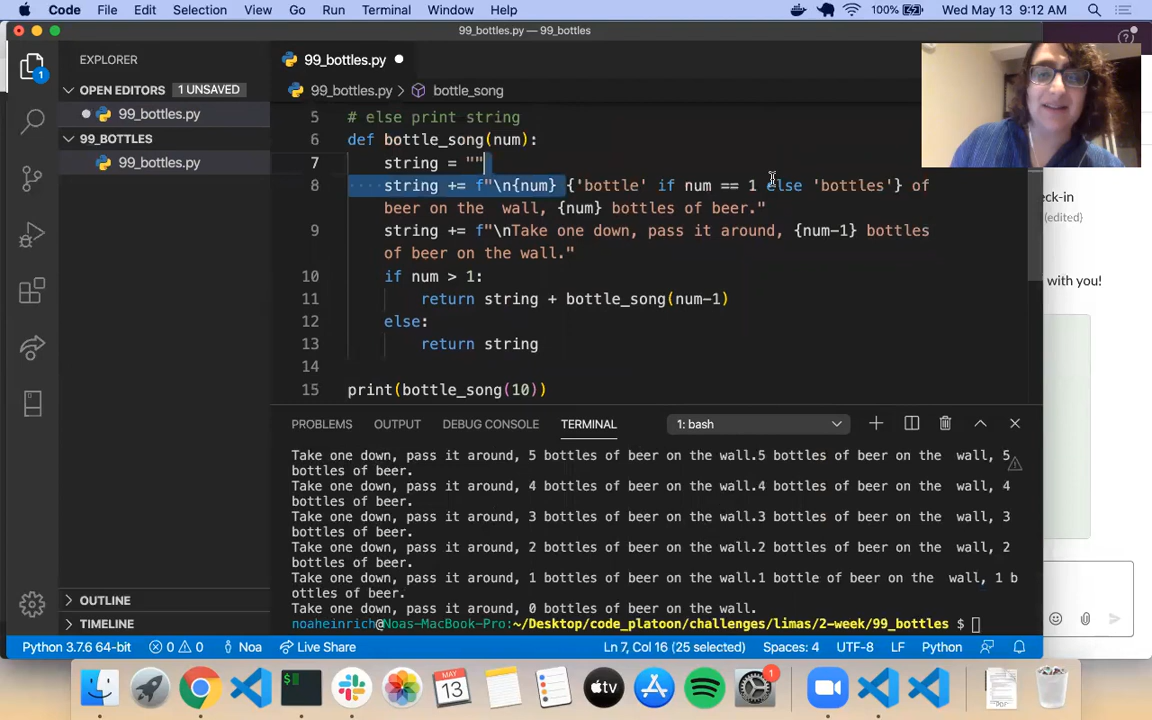 Code File Edit Selection View Go Run Terminal Window Help 100% Wed May 13 9:12 AM
99_bottles.py — 99_bottles
EXPLORER
99_bottles.py
OPEN EDITORS 1 UNSAVED
99_bottles.py > bottle_song
99_bottles.py
99_BOTTLES
99_bottles.py
1
5 # else print string
6 def bottle_song(num):
7 string = ""
8 string += f"\n{num} {'bottle' if num == 1 else 'bottles'} of
beer on the  wall, {num} bottles of beer."
9 string += f"\nTake one down, pass it around, {num-1} bottles
of beer on the wall."
10 if num > 1:
11 return string + bottle_song(num-1)
12 else:
13 return string
14
15 print(bottle_song(10))
eck-in
(edited)
with you!
PROBLEMS OUTPUT DEBUG CONSOLE TERMINAL 1: bash
Take one down, pass it around, 5 bottles of beer on the wall.5 bottles of beer on the  wall, 5
bottles of beer.
Take one down, pass it around, 4 bottles of beer on the wall.4 bottles of beer on the  wall, 4
bottles of beer.
Take one down, pass it around, 3 bottles of beer on the wall.3 bottles of beer on the  wall, 3
bottles of beer.
Take one down, pass it around, 2 bottles of beer on the wall.2 bottles of beer on the  wall, 2
bottles of beer.
Take one down, pass it around, 1 bottles of beer on the wall.1 bottle of beer on the  wall, 1 b
ottles of beer.
Take one down, pass it around, 0 bottles of beer on the wall.
noaheinrich@Noas-MacBook-Pro:~/Desktop/code_platoon/challenges/limas/2-week/99_bottles $
OUTLINE
TIMELINE
Python 3.7.6 64-bit 0 0 Noa Live Share Ln 7, Col 16 (25 selected) Spaces: 4 UTF-8 LF Python
MAY
13
tv
1